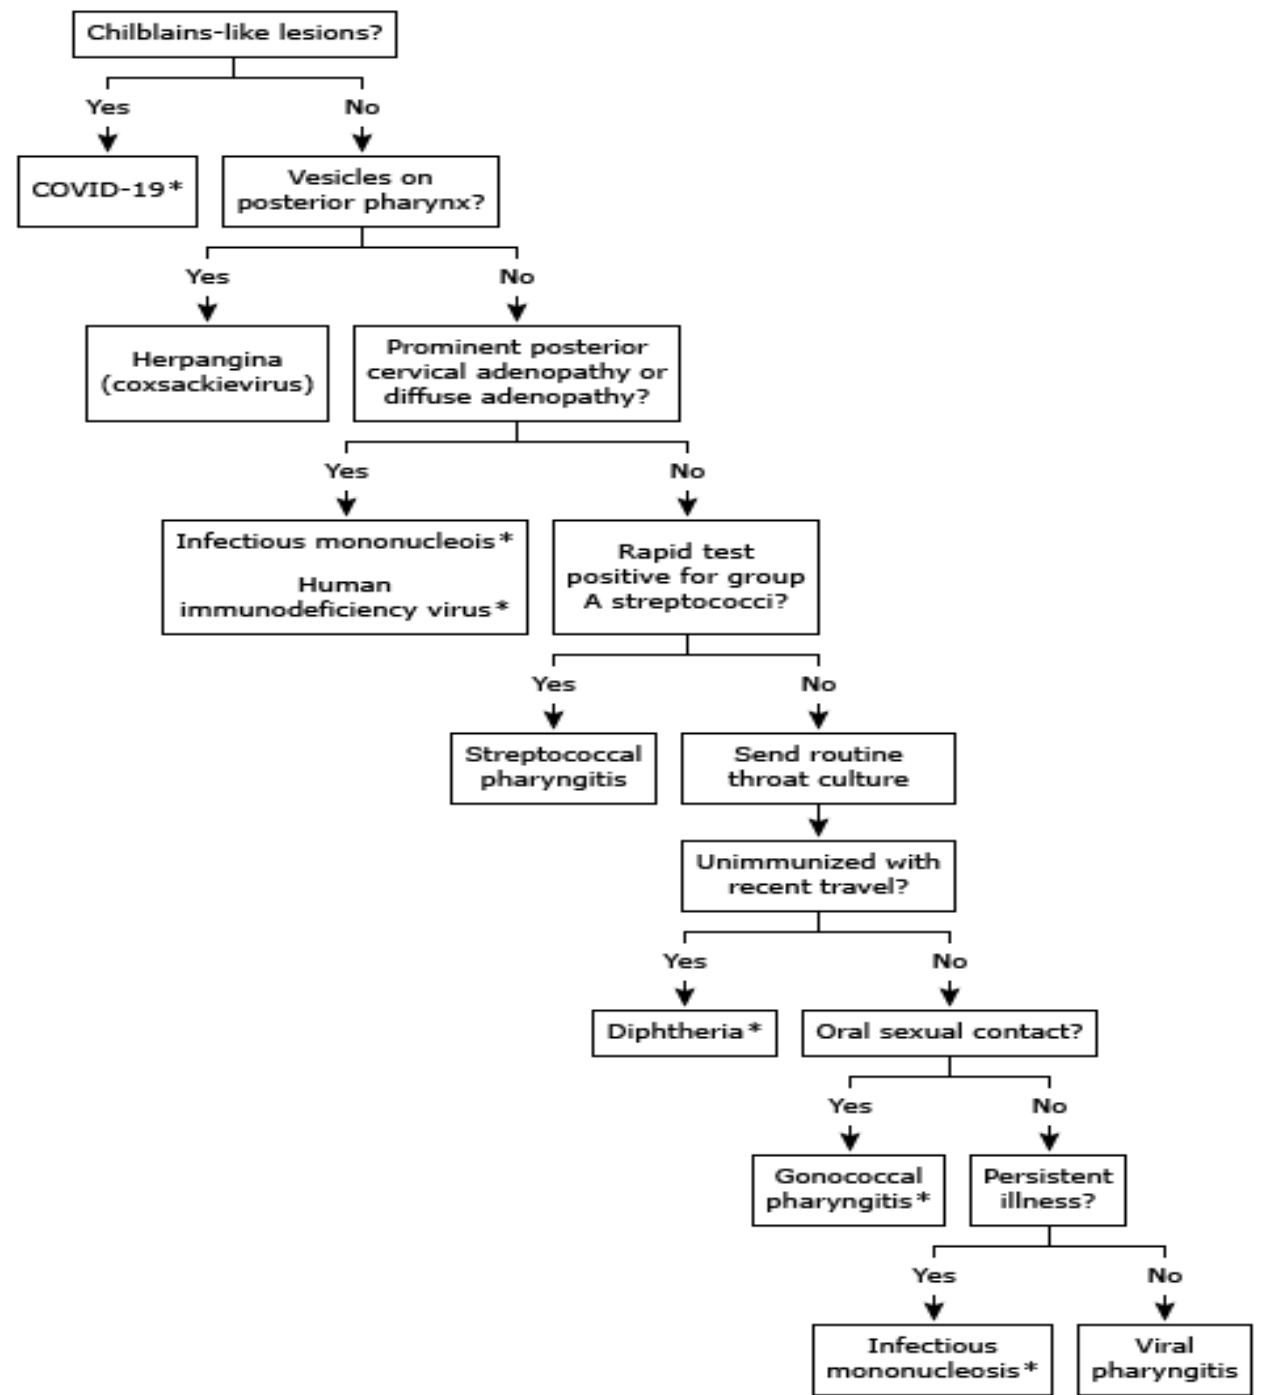 Chilblains-like lesions?
Yes
No
COVID-19*
Vesicles on
posterior pharynx?
Yes
No
Herpangina
(coxsackievirus)
Prominent posterior
cervical adenopathy or
diffuse adenopathy?
Yes
No
Infectious mononucleois*
Human
immunodeficiency virus*
Rapid test
positive for group
A streptococci?
Yes
No
Streptococcal
pharyngitis
Send routine
throat culture
Unimmunized with
recent travel?
Yes
No
Diphtheria*
Oral sexual contact?
Yes
No
Gonococcal
pharyngitis*
Persistent
illness?
Yes
No
Infectious
mononucleosis*
Viral
pharyngitis